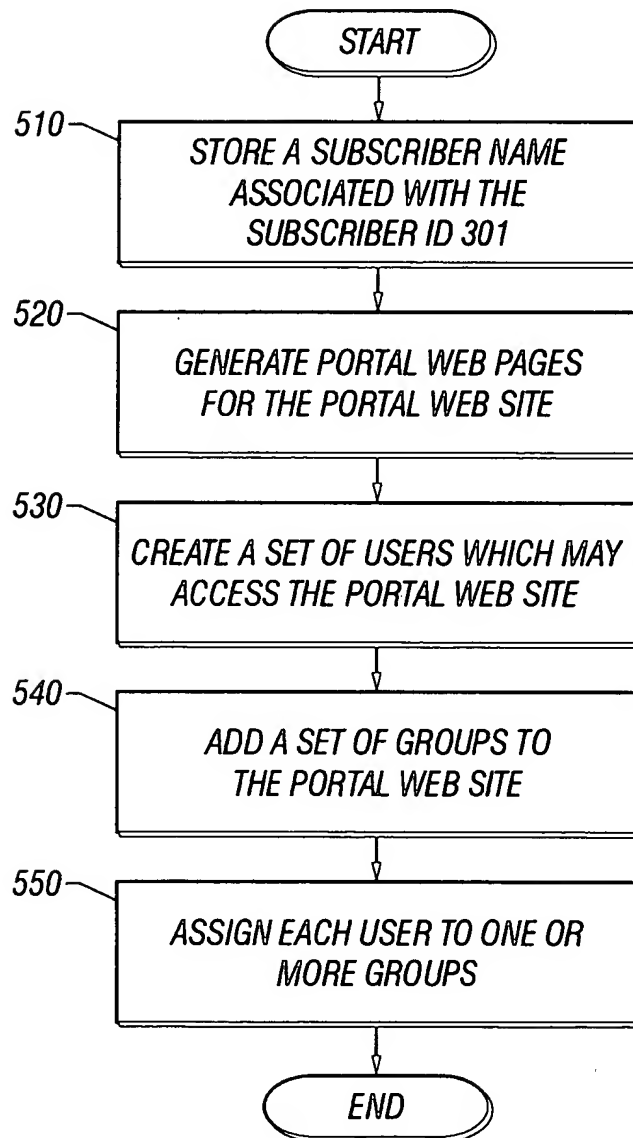 START
510
STORE A SUBSCRIBER NAME
ASSOCIATED WITH THE
SUBSCRIBER ID 301
520
GENERATE PORTAL WEB PAGES
FOR THE PORTAL WEB SITE
530
CREATE A SET OF USERS WHICH MAY
ACCESS THE PORTAL WEB SITE
540
ADD A SET OF GROUPS TO
THE PORTAL WEB SITE
550
ASSIGN EACH USER TO ONE OR
MORE GROUPS
END